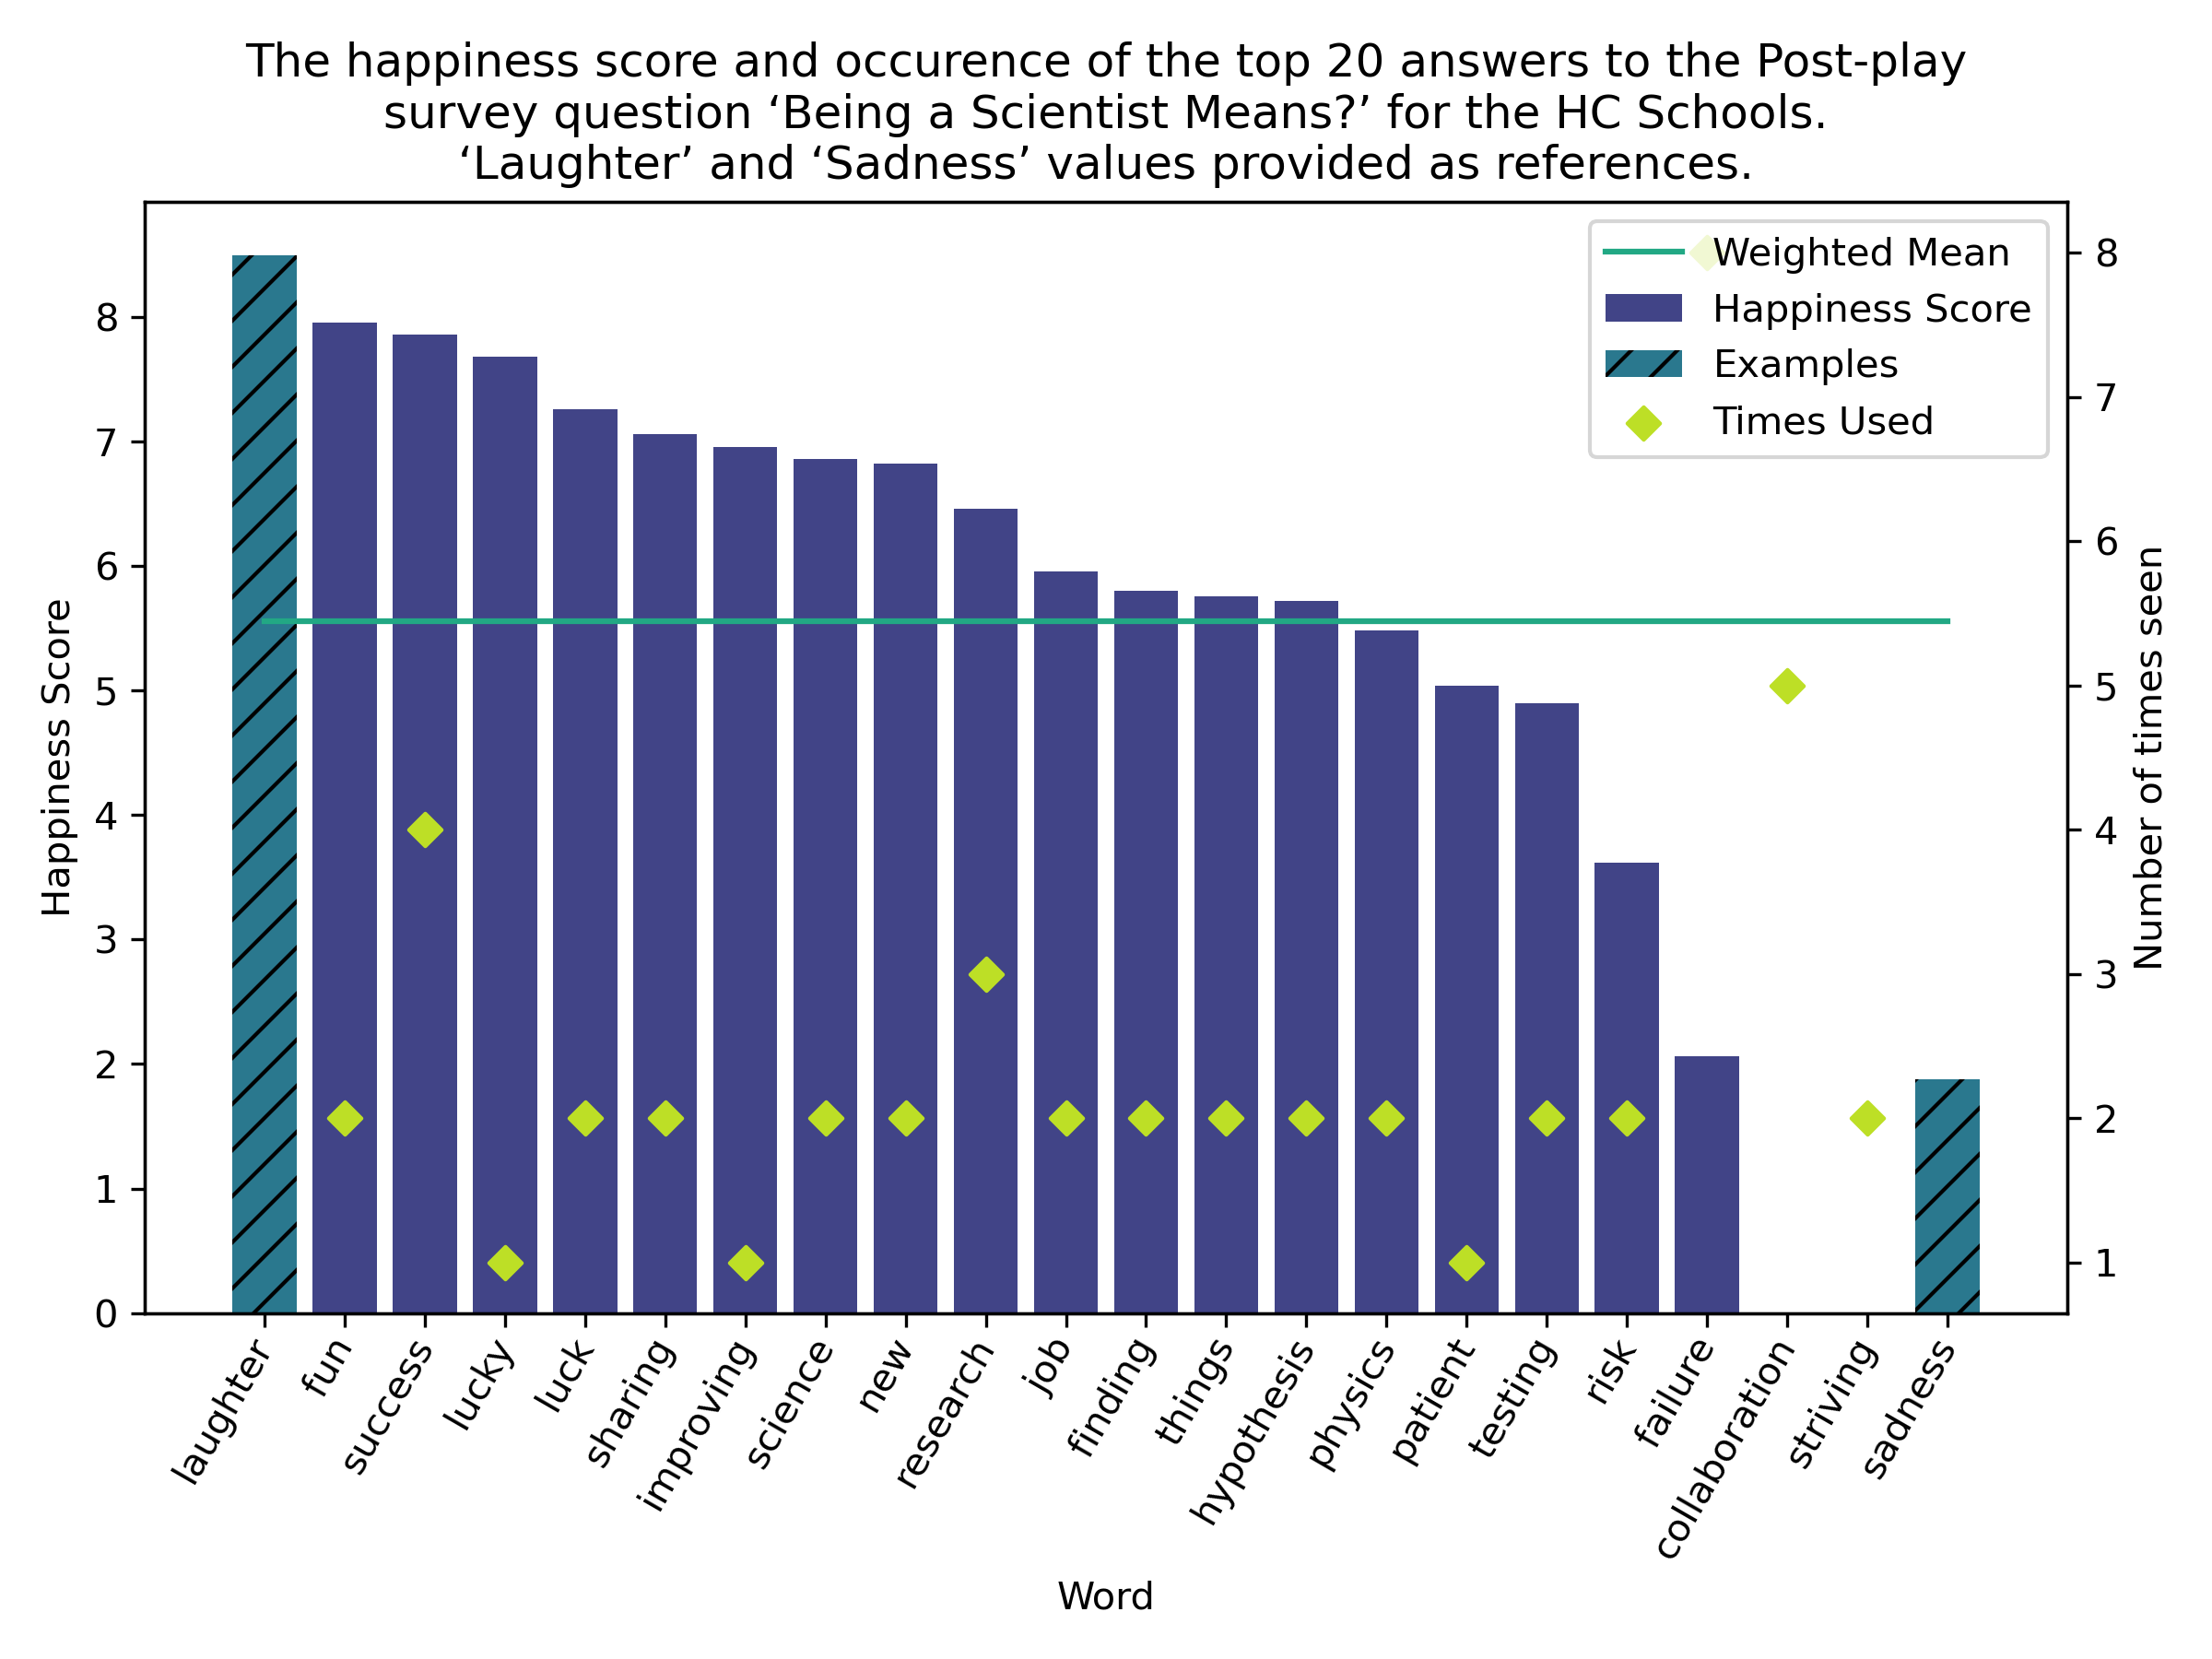 The happiness score and occurence of the top 20 answers to the Post-play
survey question ‘Being a Scientist Means?’ for the HC Schools.
‘Laughter’ and ‘Sadness’ values provided as references.
Weighted Mean
Happiness Score
Examples
Times Used
Happiness Score
8
7
6
5
4
3
2
1
0
8
7
6
5
4
3
2
1
Number of times seen
laughter
fun
success
lucky
luck
sharing
improving
science
new
research
job
finding
things
hypothesis
physics
patient
testing
risk
failure
collaboration
striving
sadness
Word